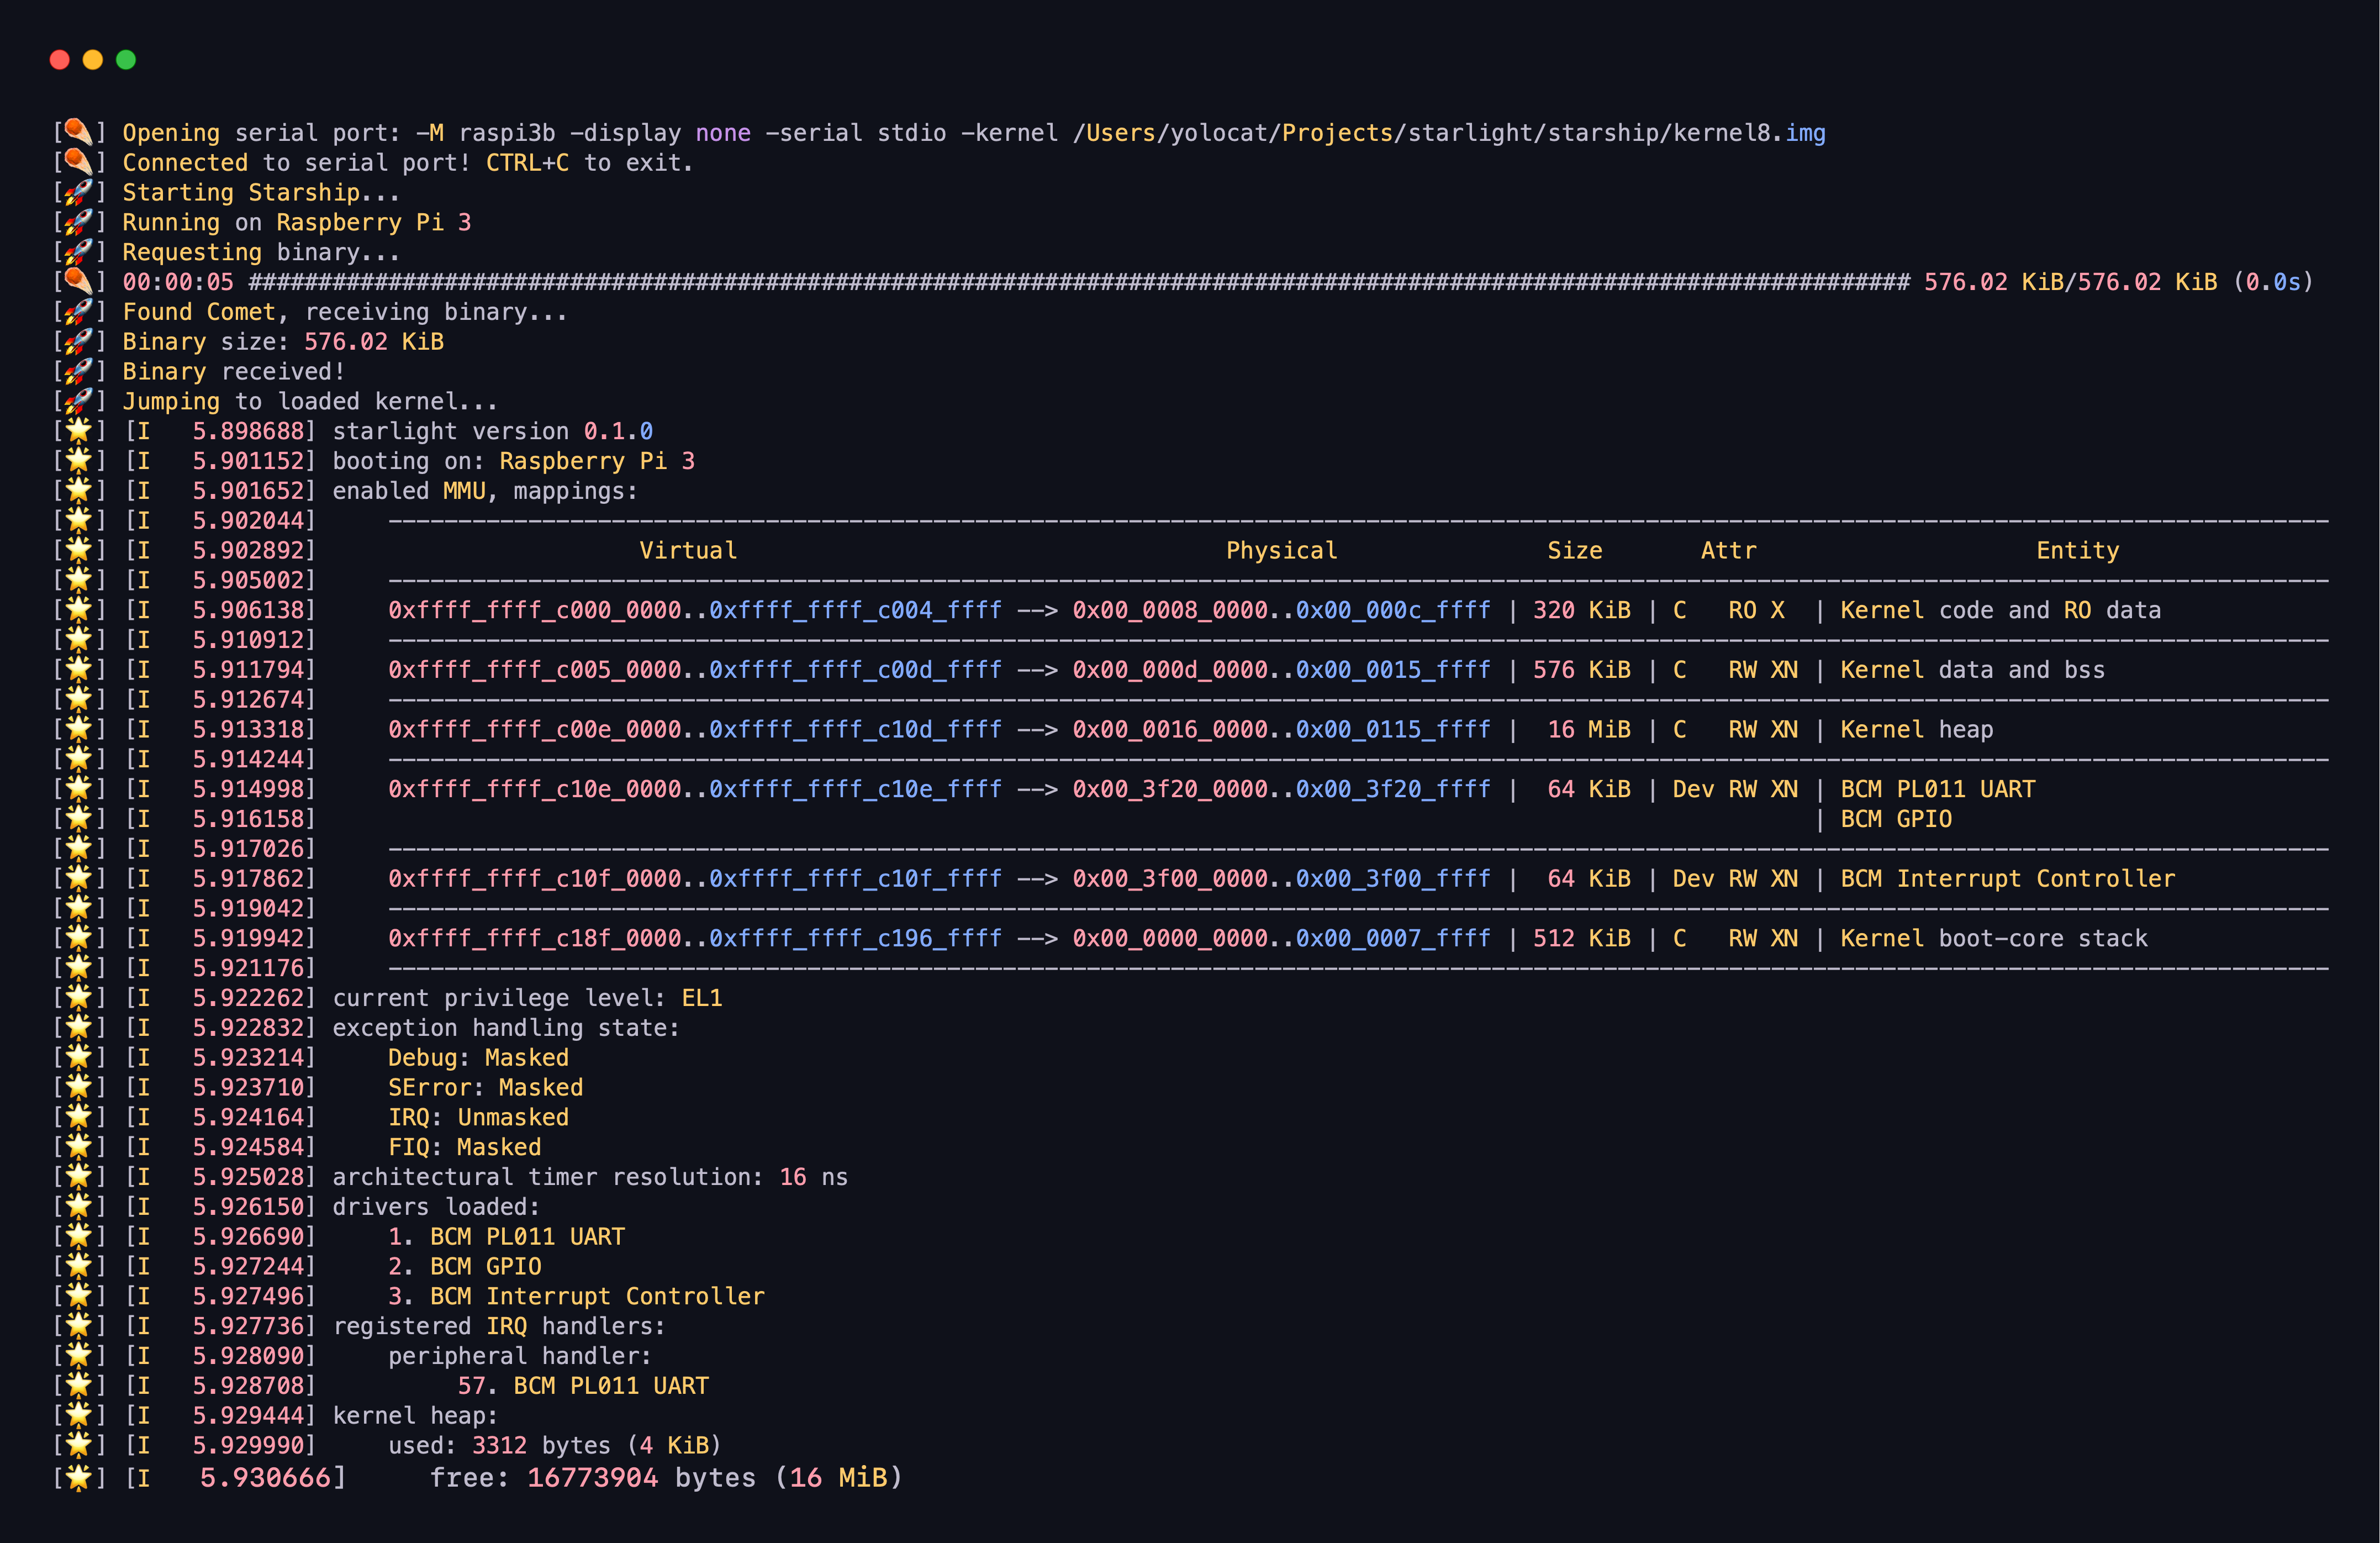 [☄️] Opening serial port: -M raspi3b -display none -serial stdio -kernel /Users/yolocat/Projects/starlight/starship/kernel8.img
[☄️] Connected to serial port! CTRL+C to exit.
[🚀] Starting Starship...
[🚀] Running on Raspberry Pi 3
[🚀] Requesting binary...
[☄️] 00:00:05 ####################################################################################################################### 576.02 KiB/576.02 KiB (0.0s)
[🚀] Found Comet, receiving binary...
[🚀] Binary size: 576.02 KiB
[🚀] Binary received!
[🚀] Jumping to loaded kernel...
[🌟] [I   5.898688] starlight version 0.1.0
[🌟] [I   5.901152] booting on: Raspberry Pi 3
[🌟] [I   5.901652] enabled MMU, mappings:
[🌟] [I   5.902044]     -------------------------------------------------------------------------------------------------------------------------------------------
[🌟] [I   5.902892]                       Virtual                                   Physical               Size       Attr                    Entity
[🌟] [I   5.905002]     -------------------------------------------------------------------------------------------------------------------------------------------
[🌟] [I   5.906138]     0xffff_ffff_c000_0000..0xffff_ffff_c004_ffff --> 0x00_0008_0000..0x00_000c_ffff | 320 KiB | C   RO X  | Kernel code and RO data
[🌟] [I   5.910912]     -------------------------------------------------------------------------------------------------------------------------------------------
[🌟] [I   5.911794]     0xffff_ffff_c005_0000..0xffff_ffff_c00d_ffff --> 0x00_000d_0000..0x00_0015_ffff | 576 KiB | C   RW XN | Kernel data and bss
[🌟] [I   5.912674]     -------------------------------------------------------------------------------------------------------------------------------------------
[🌟] [I   5.913318]     0xffff_ffff_c00e_0000..0xffff_ffff_c10d_ffff --> 0x00_0016_0000..0x00_0115_ffff |  16 MiB | C   RW XN | Kernel heap
[🌟] [I   5.914244]     -------------------------------------------------------------------------------------------------------------------------------------------
[🌟] [I   5.914998]     0xffff_ffff_c10e_0000..0xffff_ffff_c10e_ffff --> 0x00_3f20_0000..0x00_3f20_ffff |  64 KiB | Dev RW XN | BCM PL011 UART
[🌟] [I   5.916158]                                                                                                           | BCM GPIO
[🌟] [I   5.917026]     -------------------------------------------------------------------------------------------------------------------------------------------
[🌟] [I   5.917862]     0xffff_ffff_c10f_0000..0xffff_ffff_c10f_ffff --> 0x00_3f00_0000..0x00_3f00_ffff |  64 KiB | Dev RW XN | BCM Interrupt Controller
[🌟] [I   5.919042]     -------------------------------------------------------------------------------------------------------------------------------------------
[🌟] [I   5.919942]     0xffff_ffff_c18f_0000..0xffff_ffff_c196_ffff --> 0x00_0000_0000..0x00_0007_ffff | 512 KiB | C   RW XN | Kernel boot-core stack
[🌟] [I   5.921176]     -------------------------------------------------------------------------------------------------------------------------------------------
[🌟] [I   5.922262] current privilege level: EL1
[🌟] [I   5.922832] exception handling state:
[🌟] [I   5.923214]     Debug: Masked
[🌟] [I   5.923710]     SError: Masked
[🌟] [I   5.924164]     IRQ: Unmasked
[🌟] [I   5.924584]     FIQ: Masked
[🌟] [I   5.925028] architectural timer resolution: 16 ns
[🌟] [I   5.926150] drivers loaded:
[🌟] [I   5.926690]     1. BCM PL011 UART
[🌟] [I   5.927244]     2. BCM GPIO
[🌟] [I   5.927496]     3. BCM Interrupt Controller
[🌟] [I   5.927736] registered IRQ handlers:
[🌟] [I   5.928090]     peripheral handler:
[🌟] [I   5.928708]         57. BCM PL011 UART
[🌟] [I   5.929444] kernel heap:
[🌟] [I   5.929990]     used: 3312 bytes (4 KiB)
[🌟] [I   5.930666]     free: 16773904 bytes (16 MiB)